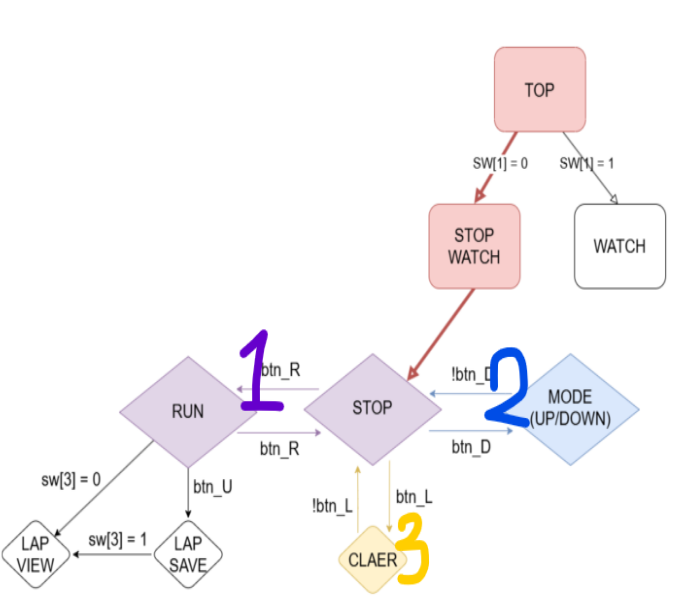 TOP
SW[1] = 0
SW[1] = 1
STOP
WATCH
WATCH
1
btn_R
!btn_D
2
RUN
STOP
MODE
(UP/DOWN)
btn_R
btn_D
sw[3] = 0
btn_U
!btn_L
btn_L
3
LAP
VIEW
sw[3] = 1
LAP
SAVE
CLAER